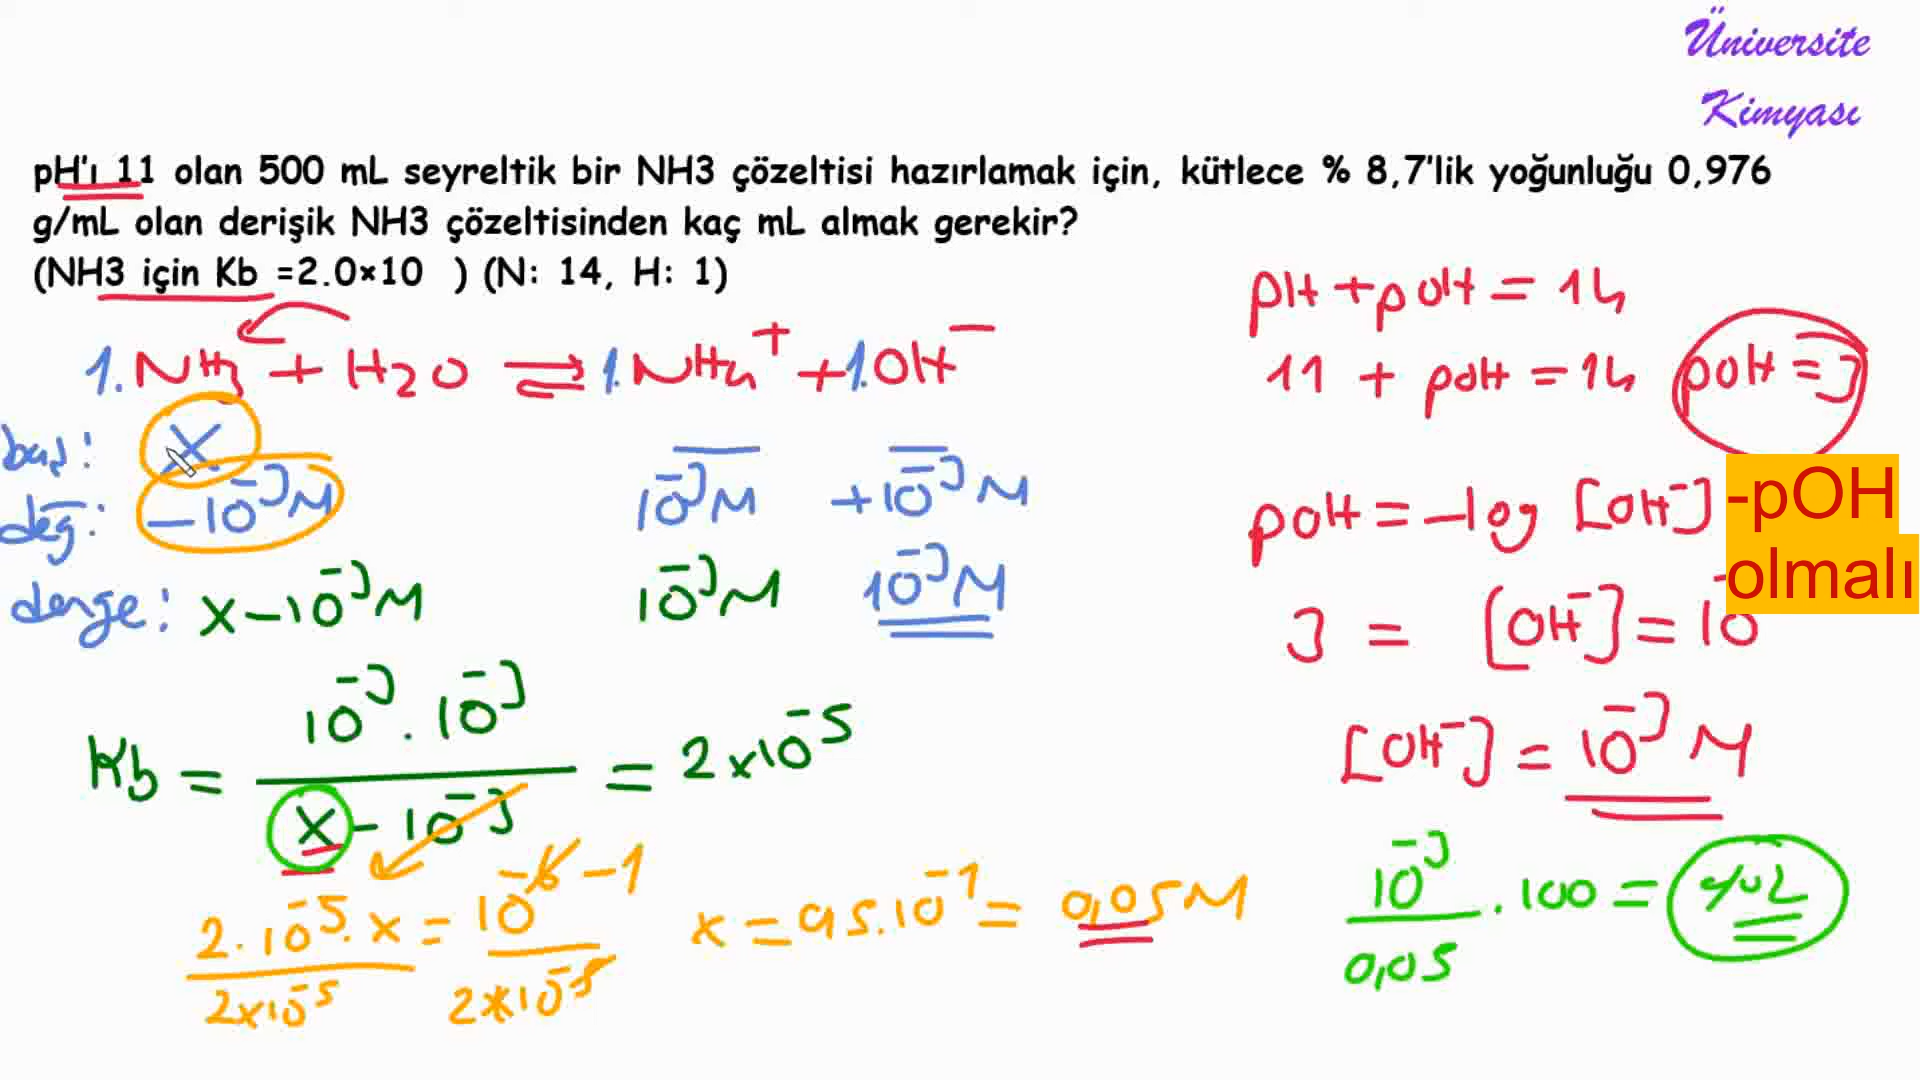 Üniversite
Kimyası
pH'ı 11 olan 500 mL seyreltik bir NH3 çözeltisi hazırlamak için, kütlece % 8,7'lik yoğunluğu 0,976
g/mL olan derişik NH3 çözeltisinden kaç mL almak gerekir?
(NH3 için Kb =2.0×10 ) (N: 14, H: 1)
1. NH₃ + H₂O ⇌ 1. NH₄⁺ + 1. OH⁻
baş: x
değ: -10⁻³M 10⁻³M +10⁻³M
denge: x-10⁻³M 10⁻³M 10⁻³M
Kb = 10⁻³ . 10⁻³ / x - 10⁻³ = 2x10⁻⁵
2.10⁻⁵. x = 10⁻⁶ -1
2x10⁻⁵ 2x10⁻⁵
x = 0,5.10⁻¹ = 0,05M
pH + pOH = 14
11 + pOH = 14 pOH = 3
pOH = -log [OH⁻]
-pOH
olmalı
3 = [OH⁻] = 10⁻
[OH⁻] = 10⁻³ M
10⁻³ / 0,05 . 100 = %2